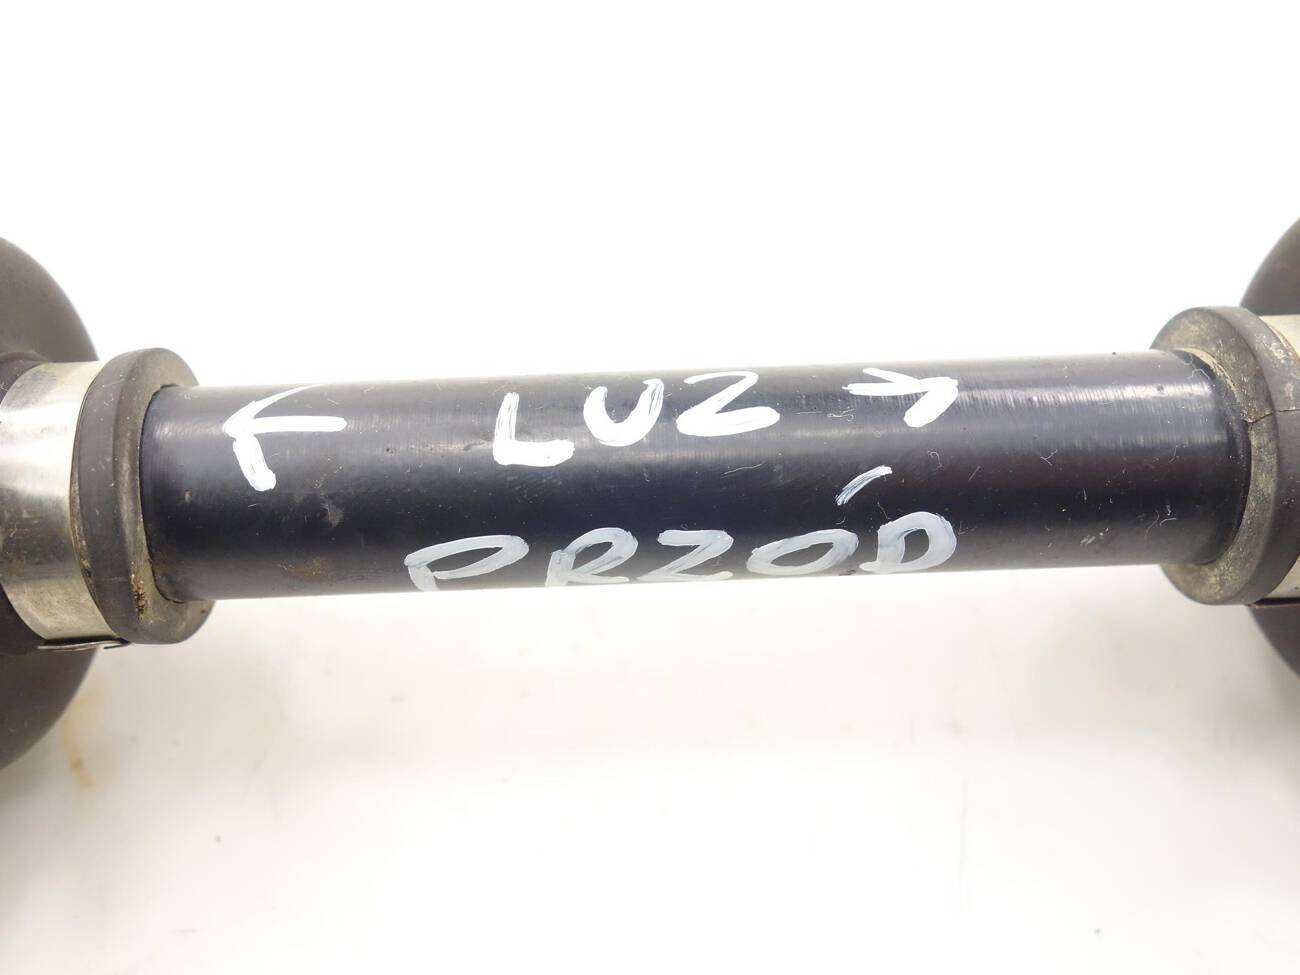 ← LUZ →
PRZÓD